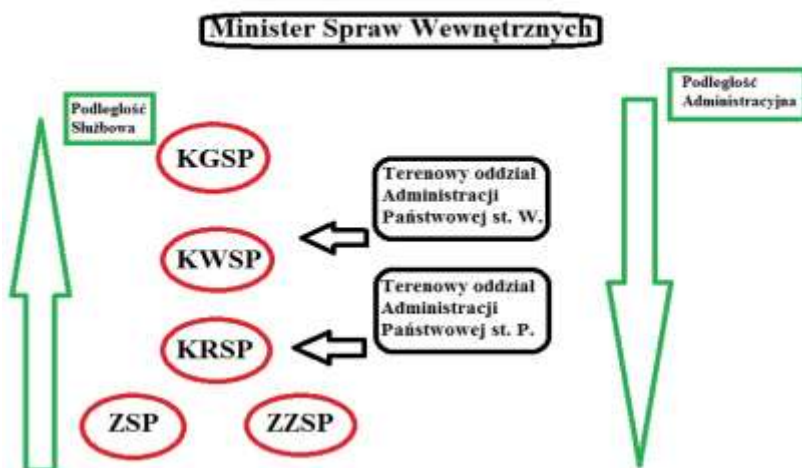 Minister Spraw Wewnętrznych
Podległość
Służbowa
Podległość
Administracyjna
KGSP
Terenowy oddział
Administracji
Państwowej st. W.
KWSP
Terenowy oddział
Administracji
Państwowej st. P.
KRSP
ZSP
ZZSP